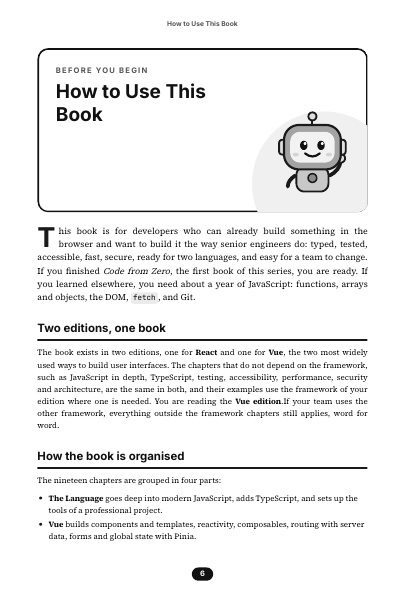 How to Use This Book
BEFORE YOU BEGIN
How to Use This
Book
This book is for developers who can already build something in the
browser and want to build it the way senior engineers do: typed, tested,
accessible, fast, secure, ready for two languages, and easy for a team to change.
If you finished Code from Zero, the first book of this series, you are ready. If
you learned elsewhere, you need about a year of JavaScript: functions, arrays
and objects, the DOM, fetch, and Git.
Two editions, one book
The book exists in two editions, one for React and one for Vue, the two most widely
used ways to build user interfaces. The chapters that do not depend on the framework,
such as JavaScript in depth, TypeScript, testing, accessibility, performance, security
and architecture, are the same in both, and their examples use the framework of your
edition where one is needed. You are reading the Vue edition.If your team uses the
other framework, everything outside the framework chapters still applies, word for
word.
How the book is organised
The nineteen chapters are grouped in four parts:
• The Language goes deep into modern JavaScript, adds TypeScript, and sets up the
tools of a professional project.
• Vue builds components and templates, reactivity, composables, routing with server
data, forms and global state with Pinia.
6